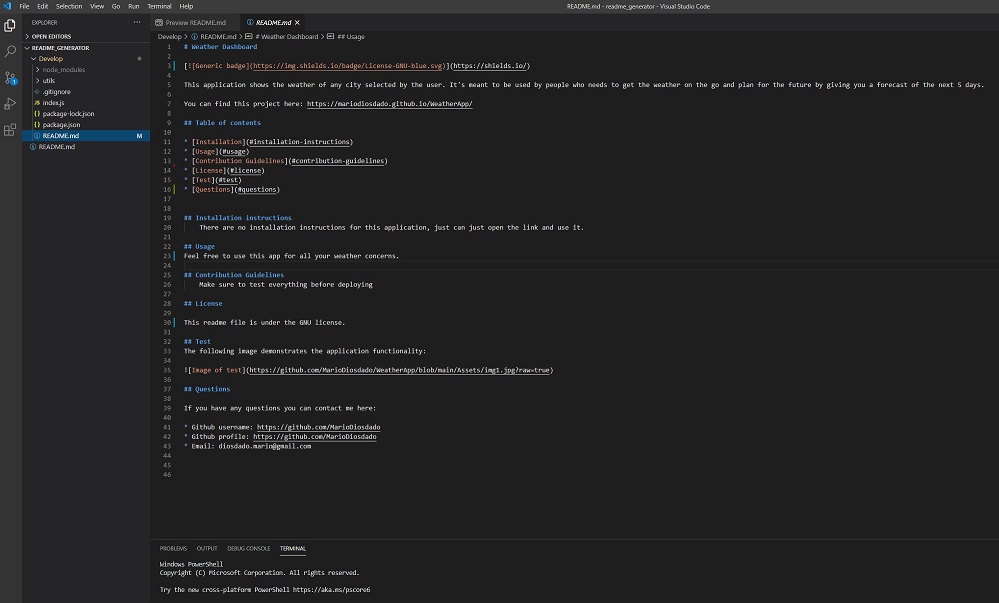 File Edit Selection View Go Run Terminal Help
README.md - readme_generator - Visual Studio Code
EXPLORER ···
OPEN EDITORS
README_GENERATOR
Develop
node_modules
utils
.gitignore
JS index.js
{} package-lock.json
{} package.json
README.md M
README.md
1
Preview README.md
README.md
Develop > README.md > # Weather Dashboard > ## Usage
1 # Weather Dashboard
2
3 [![Generic badge](https://img.shields.io/badge/License-GNU-blue.svg)](https://shields.io/)
4
5 This application shows the weather of any city selected by the user. It's meant to be used by people who needs to get the weather on the go and plan for the future by giving you a forecast of the next 5 days.
6
7 You can find this project here: https://mariodiosdado.github.io/WeatherApp/
8
9 ## Table of contents
10
11 * [Installation](#installation-instructions)
12 * [Usage](#usage)
13 * [Contribution Guidelines](#contribution-guidelines)
14 * [License](#license)
15 * [Test](#test)
16 * [Questions](#questions)
17
18
19 ## Installation instructions
20 There are no installation instructions for this application, just can just open the link and use it.
21
22 ## Usage
23 Feel free to use this app for all your weather concerns.
24
25 ## Contribution Guidelines
26 Make sure to test everything before deploying
27
28 ## License
29
30 This readme file is under the GNU license.
31
32 ## Test
33 The following image demonstrates the application functionality:
34
35 ![Image of test](https://github.com/MarioDiosdado/WeatherApp/blob/main/Assets/img1.jpg?raw=true)
36
37 ## Questions
38
39 If you have any questions you can contact me here:
40
41 * Github username: https://github.com/MarioDiosdado
42 * Github profile: https://github.com/MarioDiosdado
43 * Email: diosdado.mario@gmail.com
44
45
46
PROBLEMS OUTPUT DEBUG CONSOLE TERMINAL
Windows PowerShell
Copyright (C) Microsoft Corporation. All rights reserved.
Try the new cross-platform PowerShell https://aka.ms/pscore6